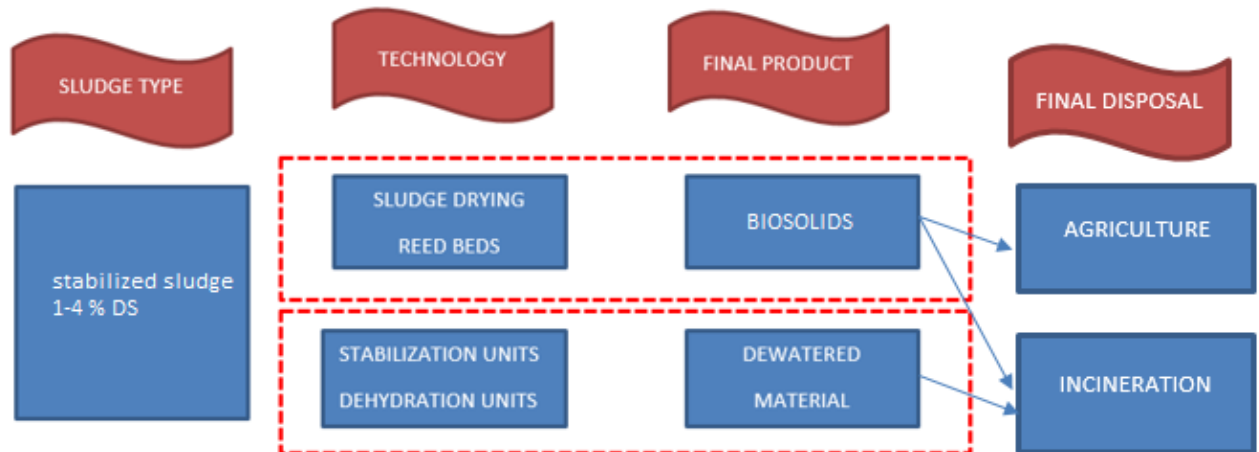 SLUDGE TYPE
TECHNOLOGY
FINAL PRODUCT
FINAL DISPOSAL
stabilized sludge
1-4 % DS
SLUDGE DRYING
REED BEDS
BIOSOLIDS
AGRICULTURE
STABILIZATION UNITS
DEHYDRATION UNITS
DEWATERED
MATERIAL
INCINERATION